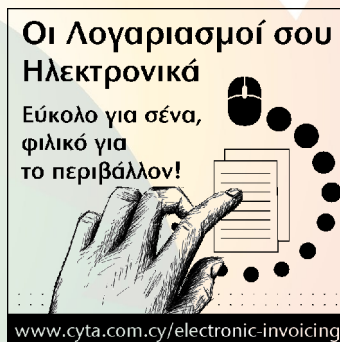 Οι Λογαριασμοί σου
Ηλεκτρονικά
Εύκολο για σένα,
φιλικό για
το περιβάλλον!
www.cyta.com.cy/electronic-invoicing